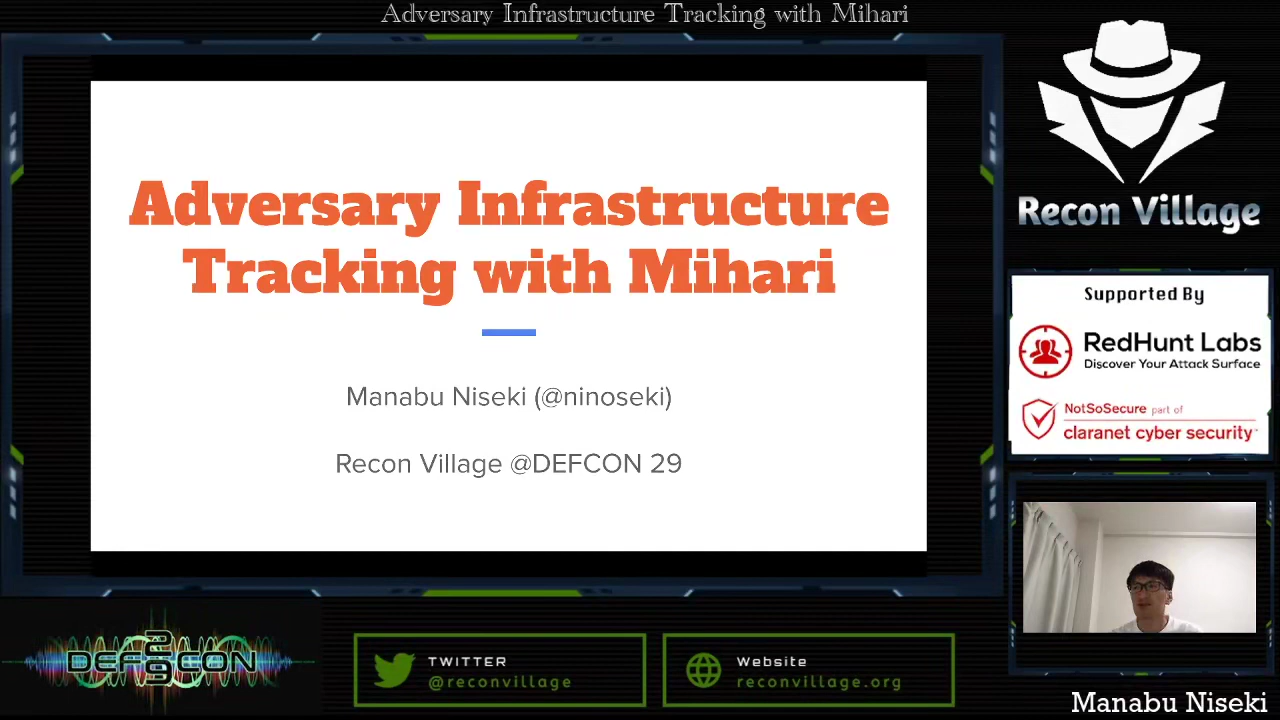 Adversary Infrastructure Tracking with Mihari
Adversary Infrastructure
Tracking with Mihari
Manabu Niseki (@ninoseki)
Recon Village @DEFCON 29
Recon Village
Supported By
RedHunt Labs
Discover Your Attack Surface
NotSoSecure part of
claranet cyber security
DEFCON
29
TWITTER
@reconvillage
Website
reconvillage.org
Manabu Niseki